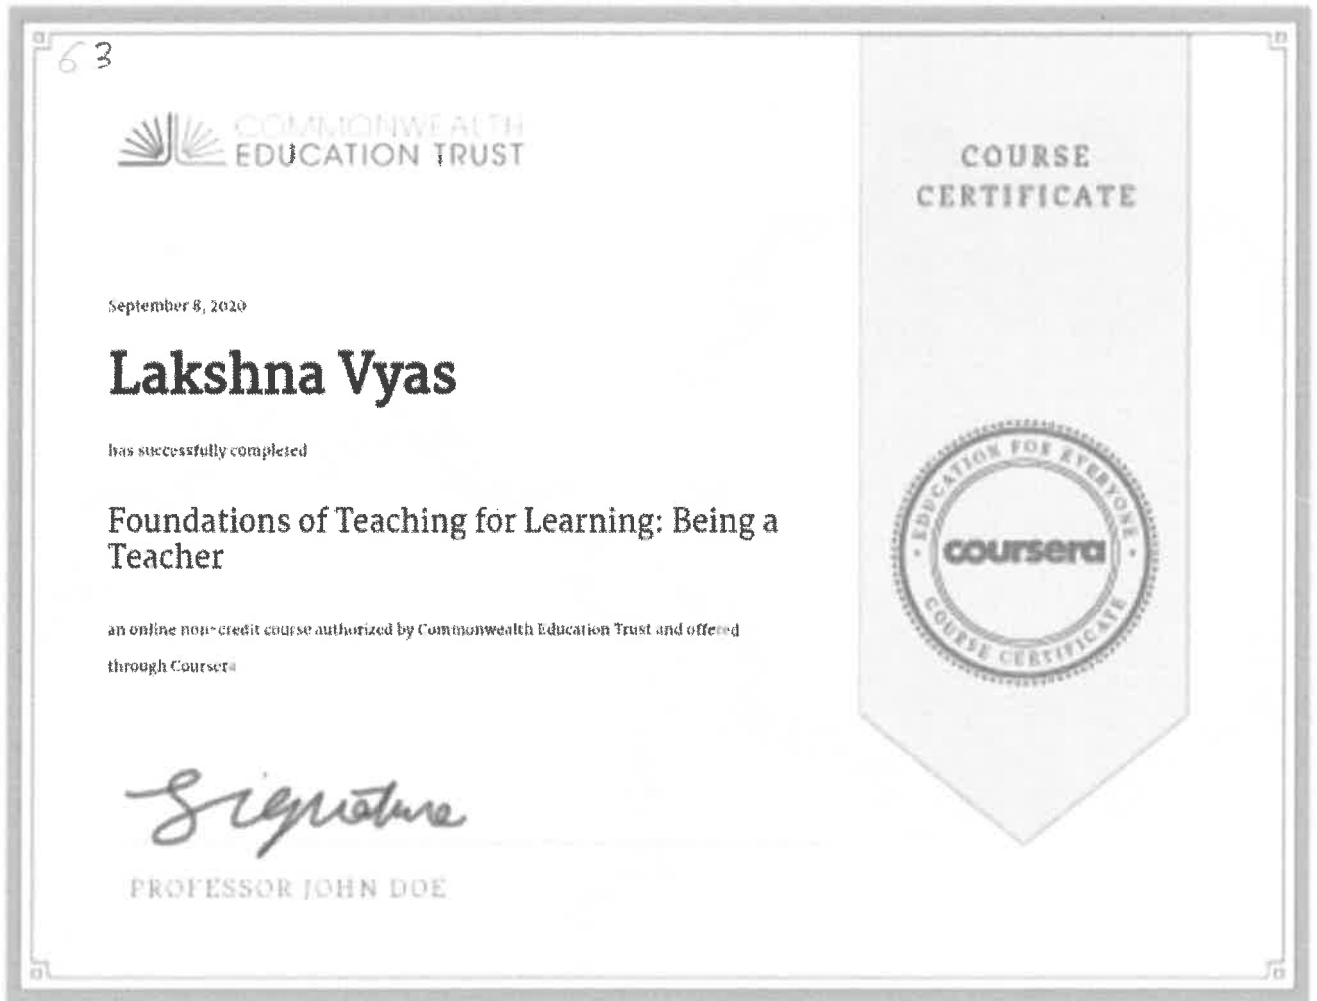 63
COMMONWEALTH
EDUCATION TRUST
COURSE
CERTIFICATE
September 8, 2020
Lakshna Vyas
has successfully completed
Foundations of Teaching for Learning: Being a
Teacher
an online non-credit course authorized by Commonwealth Education Trust and offered
through Coursera
EDUCATION FOR EVERYONE
coursera
COURSE CERTIFICATE
Signature
PROFESSOR JOHN DOE